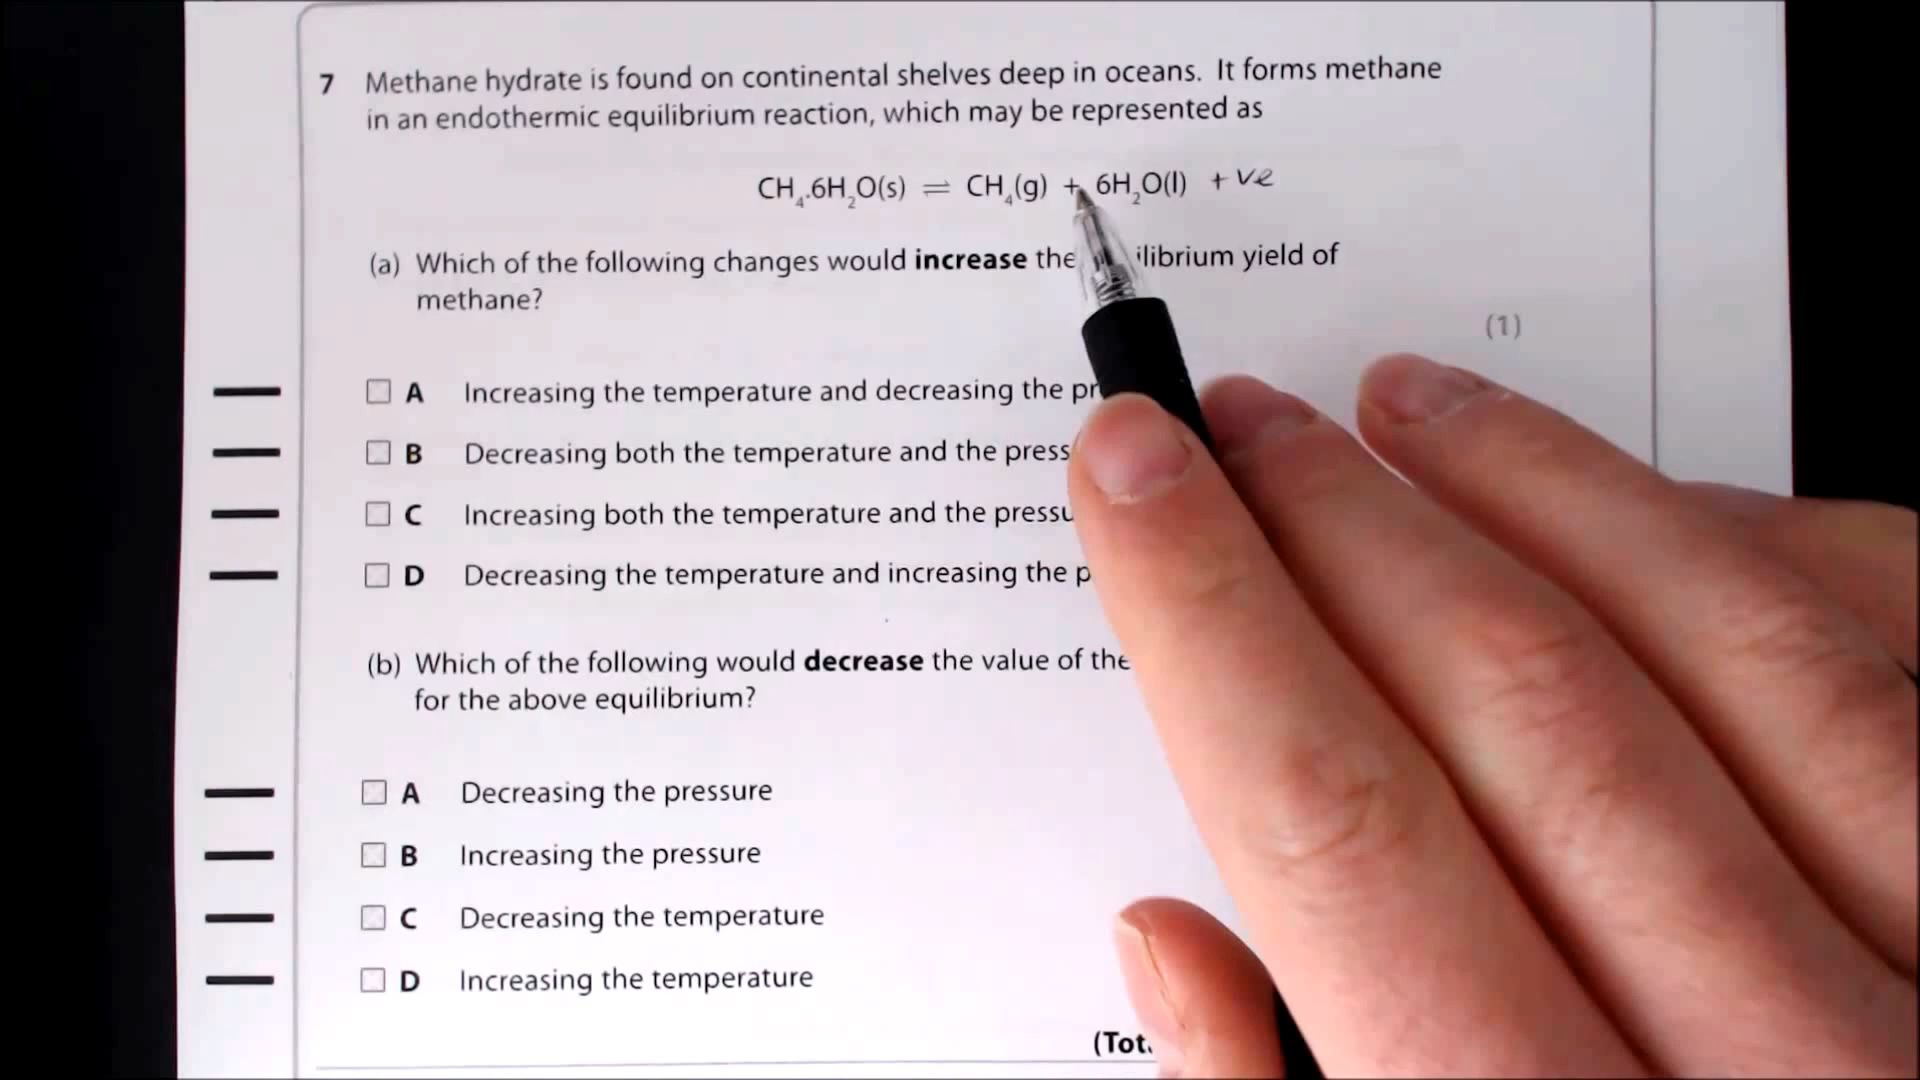 7 Methane hydrate is found on continental shelves deep in oceans. It forms methane
in an endothermic equilibrium reaction, which may be represented as
CH₄.6H₂O(s) ⇌ CH₄(g) + 6H₂O(l) +ve
(a) Which of the following changes would increase the yield of
methane?
(1)
A Increasing the temperature and decreasing the
B Decreasing both the temperature and the
C Increasing both the temperature and the
D Decreasing the temperature and increasing the
(b) Which of the following would decrease the value of the
for the above equilibrium?
A Decreasing the pressure
B Increasing the pressure
C Decreasing the temperature
D Increasing the temperature